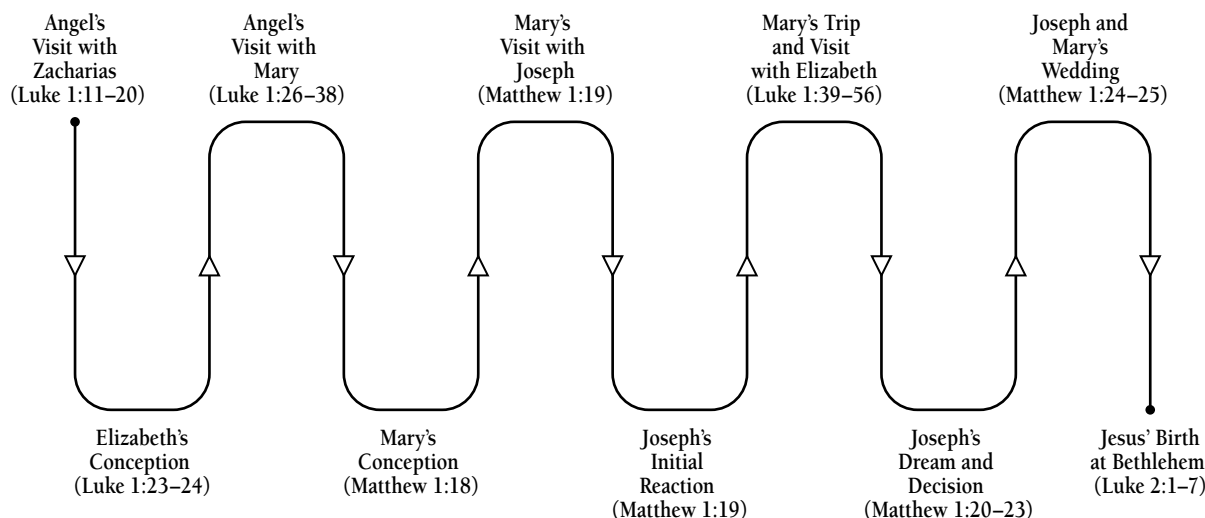 Angel's
Visit with
Zacharias
(Luke 1:11–20)
Angel's
Visit with
Mary
(Luke 1:26–38)
Mary's
Visit with
Joseph
(Matthew 1:19)
Mary's Trip
and Visit
with Elizabeth
(Luke 1:39–56)
Joseph and
Mary's
Wedding
(Matthew 1:24–25)
Elizabeth's
Conception
(Luke 1:23–24)
Mary's
Conception
(Matthew 1:18)
Joseph's
Initial
Reaction
(Matthew 1:19)
Joseph's
Dream and
Decision
(Matthew 1:20–23)
Jesus' Birth
at Bethlehem
(Luke 2:1–7)